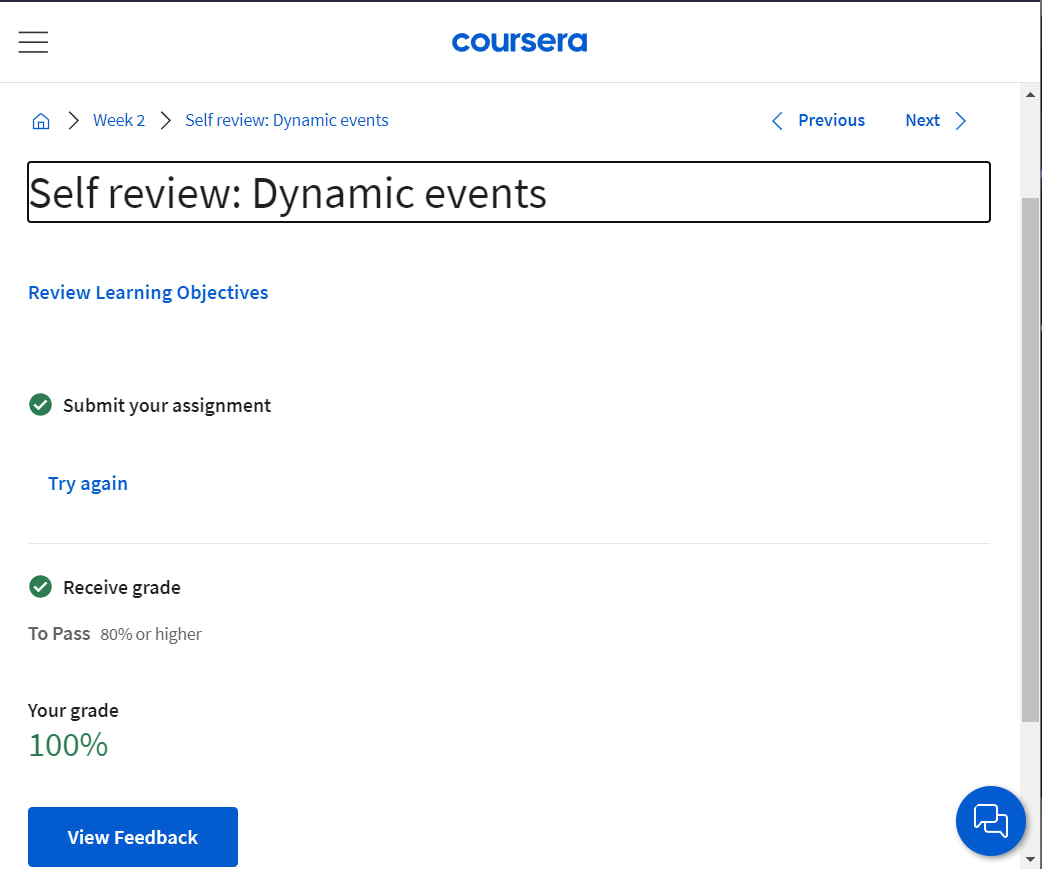 coursera
Week 2 Self review: Dynamic events Previous Next
Self review: Dynamic events
Review Learning Objectives
Submit your assignment
Try again
Receive grade
To Pass 80% or higher
Your grade
100%
View Feedback